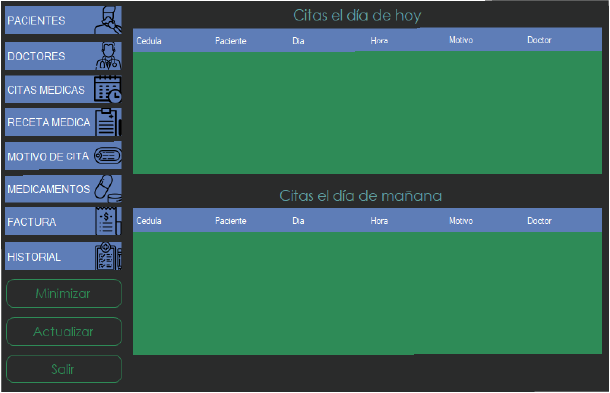 PACIENTES
DOCTORES
CITAS MEDICAS
RECETA MEDICA
MOTIVO DE CITA
MEDICAMENTOS
FACTURA
HISTORIAL
Minimizar
Actualizar
Salir
Citas el día de hoy
Cedula Paciente Dia Hora Motivo Doctor
Citas el día de mañana
Cedula Paciente Dia Hora Motivo Doctor